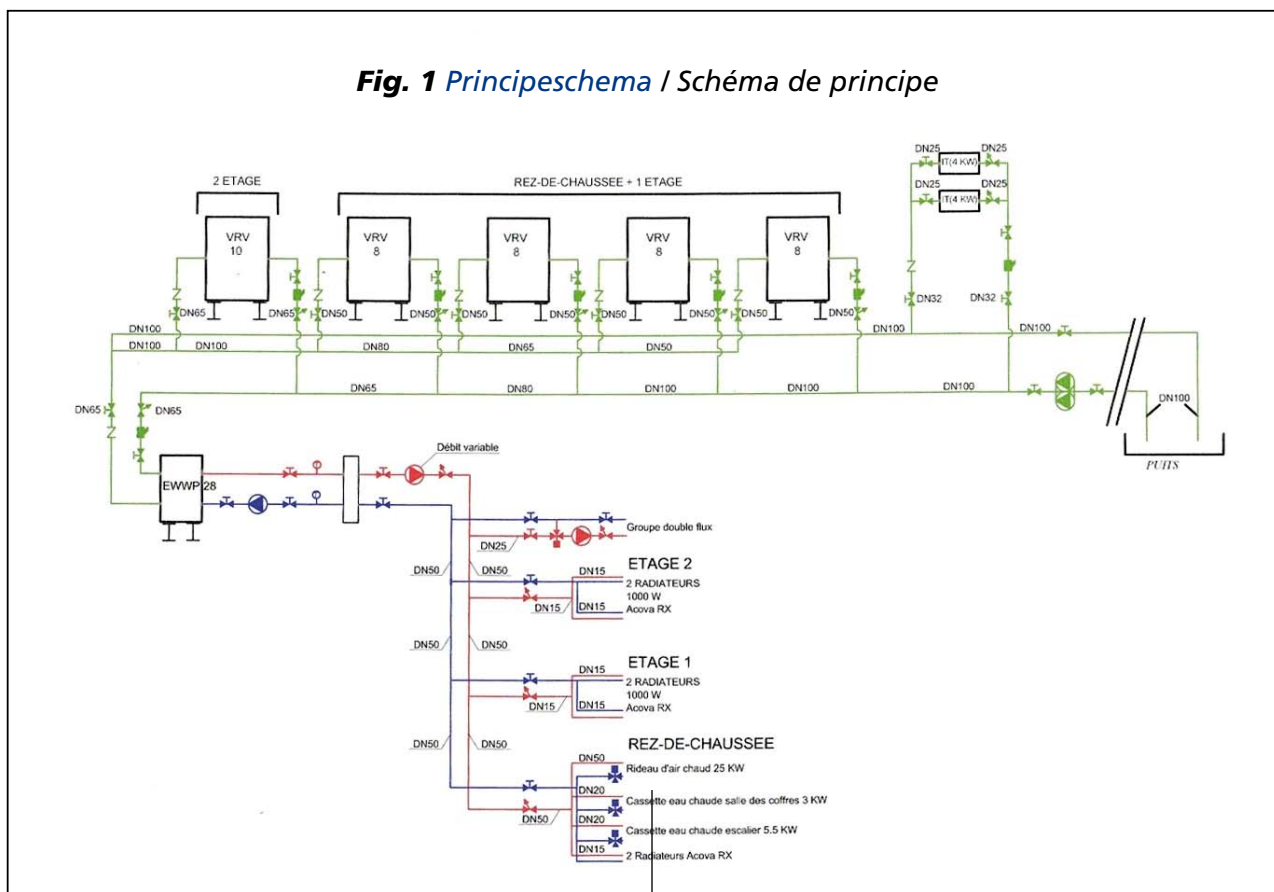 Fig. 1 Principeschema / Schéma de principe
2 ETAGE
REZ-DE-CHAUSSEE + 1 ETAGE
DN25 IT(4 KW) DN25
DN25 IT(4 KW) DN25
VRV 10
VRV 8
VRV 8
VRV 8
VRV 8
DN32 DN32
DN65 DN65 DN50 DN50 DN50 DN50 DN50 DN50 DN50 DN50
DN100 DN100 DN100 DN100
DN100 DN100 DN80 DN65 DN50
DN65 DN80 DN100 DN100 DN100
DN65 DN65
DN100
PUITS
Débit variable
EWWP 28
Groupe double flux
DN25
DN50 DN50
ETAGE 2
DN15
2 RADIATEURS
1000 W
DN15 DN15 Acova RX
DN50 DN50
ETAGE 1
DN15
2 RADIATEURS
1000 W
DN15 DN15 Acova RX
DN50 DN50
REZ-DE-CHAUSSEE
DN50
Rideau d'air chaud 25 KW
DN20
Cassette eau chaude salle des coffres 3 KW
DN50 DN20
Cassette eau chaude escalier 5.5 KW
DN15
2 Radiateurs Acova RX